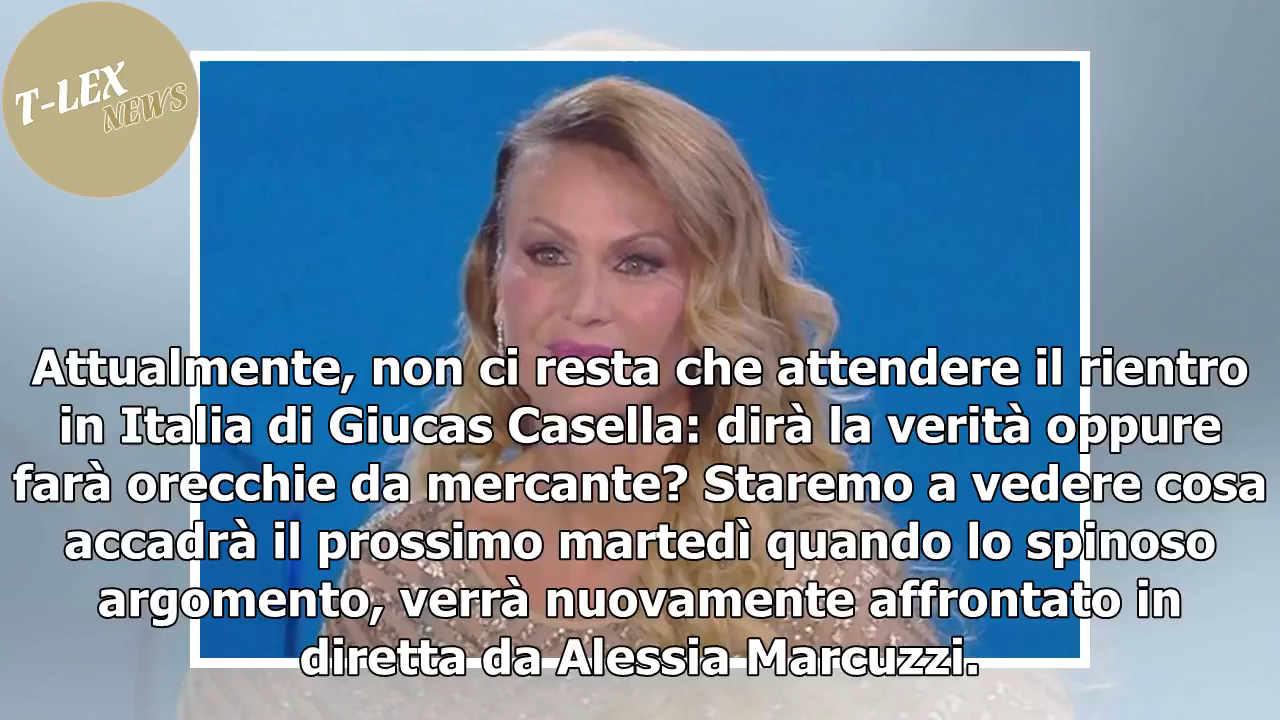 T-LEX
NEWS
Attualmente, non ci resta che attendere il rientro
in Italia di Giucas Casella: dirà la verità oppure
farà orecchie da mercante? Staremo a vedere cosa
accadrà il prossimo martedì quando lo spinoso
argomento, verrà nuovamente affrontato in
diretta da Alessia Marcuzzi.